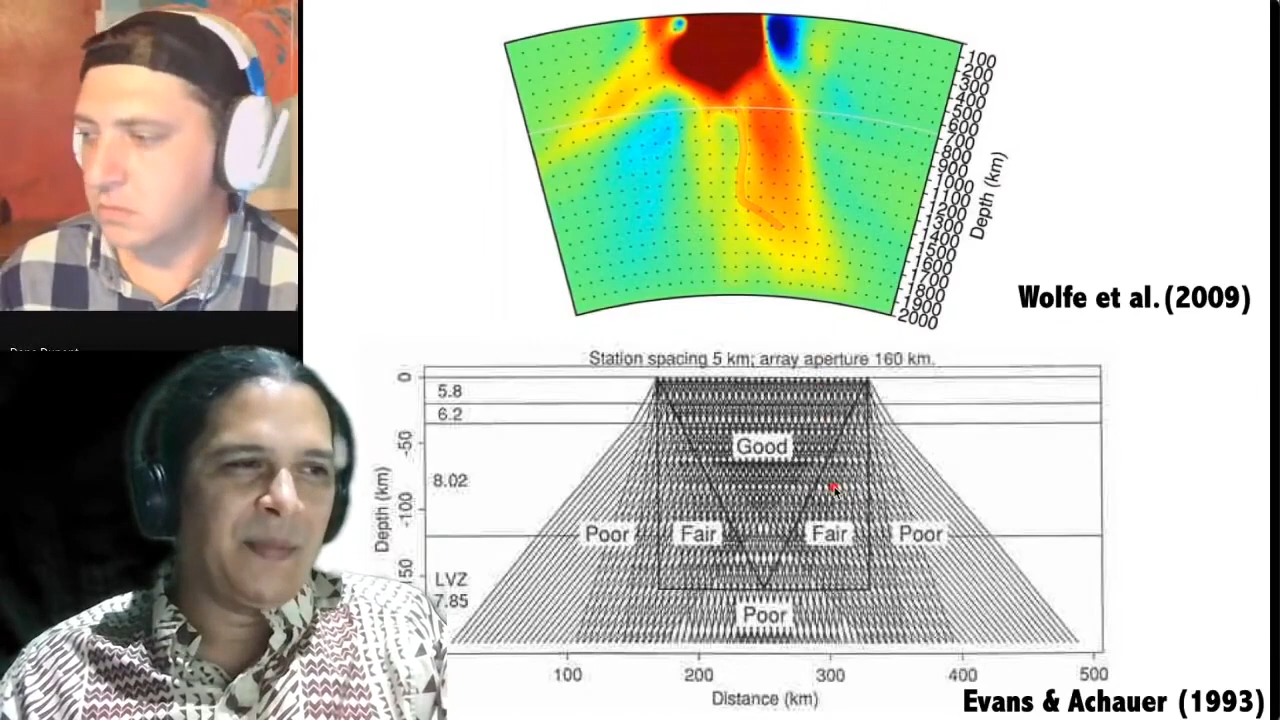 100
200
300
400
500
600
700
800
900
1000
1100
1200
1300
1400
1500
1600
1700
1800
1900
2000
Depth (km)
Wolfe et al. (2009)
Station spacing 5 km; array aperture 160 km.
0
5.8
6.2
-50
Good
8.02
-100
Depth (km)
Poor
Fair
Fair
Poor
LVZ
7.85
Poor
100
200
300
400
500
Distance (km)
Evans & Achauer (1993)